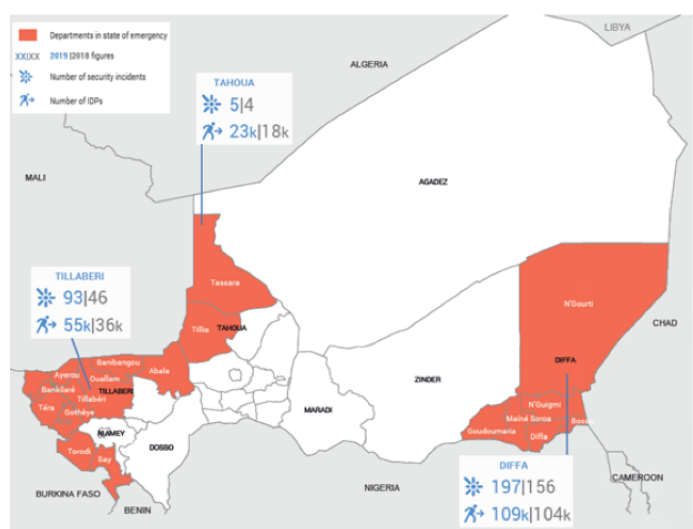 Departments in state of emergency
XX|XX 2019 |2018 figures
Number of security incidents
Number of IDPs
LIBYA
ALGERIA
TAHOUA
5|4
23k|18k
MALI
AGADEZ
Tassara
TILLABERI
93|46
55k|36k
N'Gourti
Tillia
TAHOUA
CHAD
Banibangou
Abala
Ayerou
Ouallam
DIFFA
Bankilaré
TILLABERI
Tillabéri
ZINDER
Téra
Gothèye
MARADI
N'Guigmi
Maïné Soroa
Bosso
Goudoumaria
Diffa
NIAMEY
DOSSO
Torodi
Say
DIFFA
197|156
109k|104k
NIGERIA
CAMEROON
BURKINA FASO
BENIN